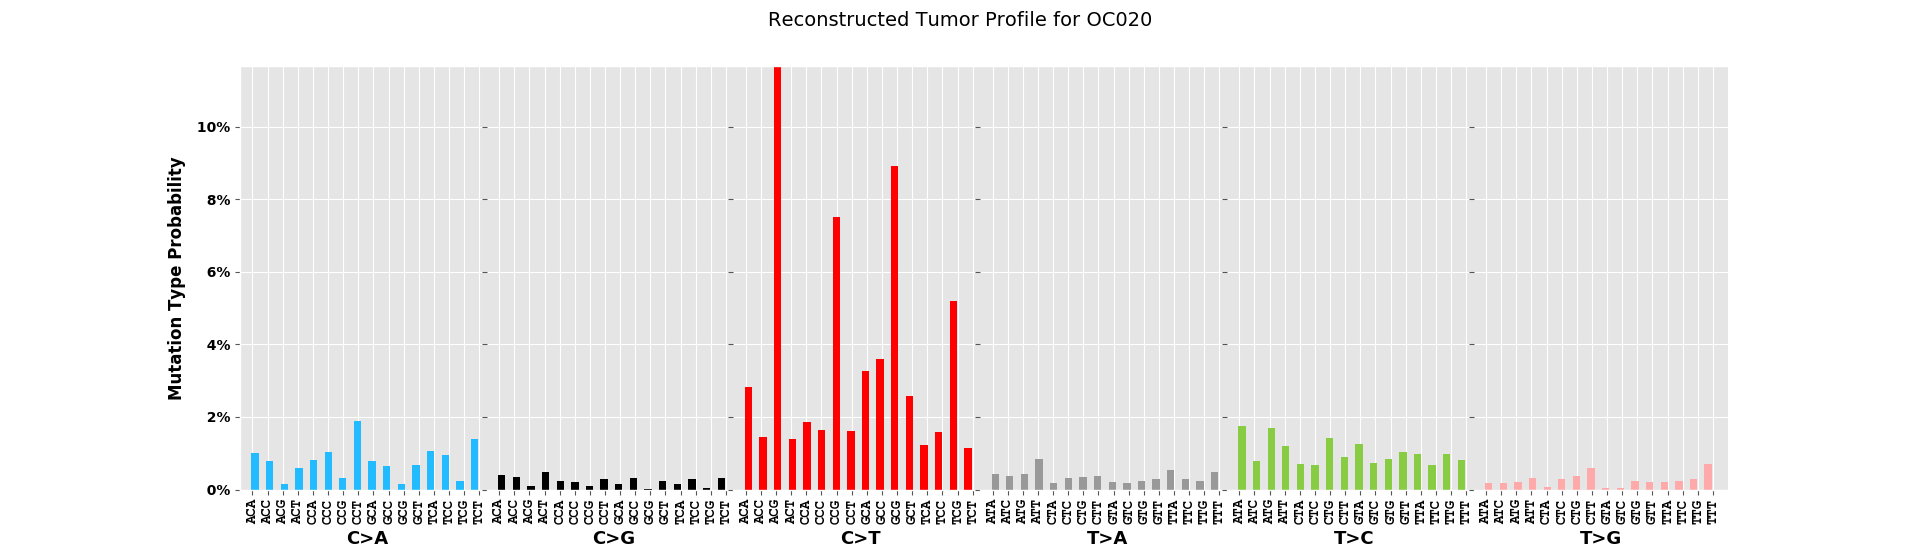 Reconstructed Tumor Profile for OC020
Mutation Type Probability
10%
8%
6%
4%
2%
0%
ACA ACC ACG ACT CCA CCC CCG CCT GCA GCC GCG GCT TCA TCC TCG TCT
ACA ACC ACG ACT CCA CCC CCG CCT GCA GCC GCG GCT TCA TCC TCG TCT
ACA ACC ACG ACT CCA CCC CCG CCT GCA GCC GCG GCT TCA TCC TCG TCT
ATA ATC ATG ATT CTA CTC CTG CTT GTA GTC GTG GTT TTA TTC TTG TTT
ATA ATC ATG ATT CTA CTC CTG CTT GTA GTC GTG GTT TTA TTC TTG TTT
ATA ATC ATG ATT CTA CTC CTG CTT GTA GTC GTG GTT TTA TTC TTG TTT
C>A C>G C>T T>A T>C T>G